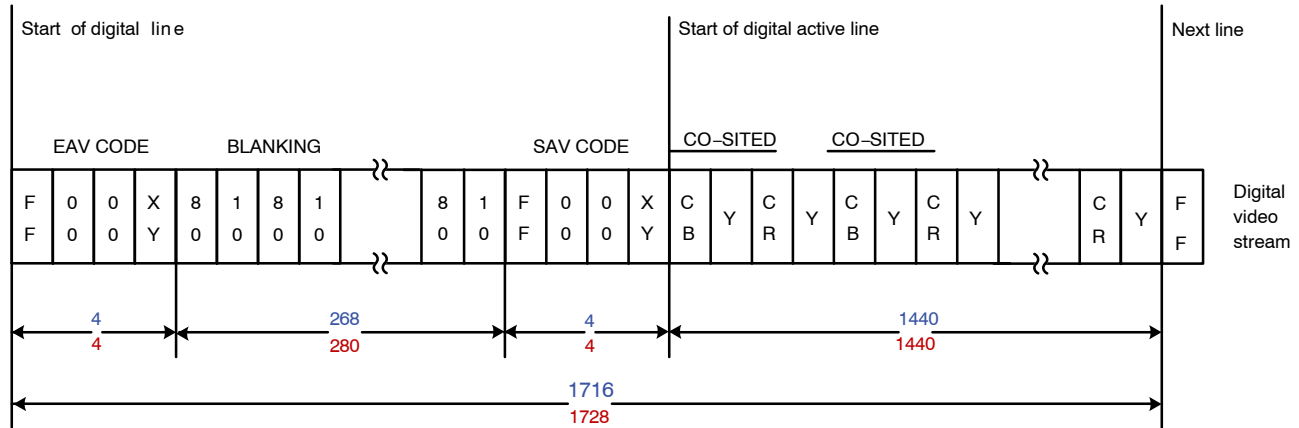 Start of digital line Start of digital active line Next line
EAV CODE BLANKING SAV CODE CO-SITED CO-SITED
F 0 0 X 8 1 8 1 8 1 F 0 0 X C Y C Y C Y C Y C Y F
F 0 0 Y 0 0 0 0 0 0 F 0 0 Y B R B R R F
Digital
video
stream
4 268 4 1440
4 280 4 1440
1716
1728